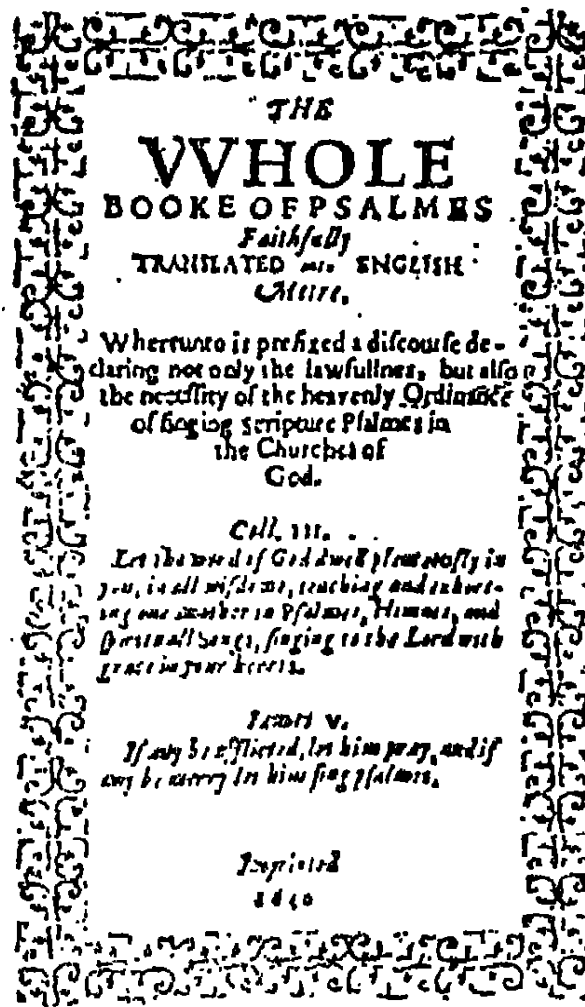 THE
VVHOLE
BOOKE OF PSALMES
Faithfully
TRANSLATED into ENGLISH
Metre.
Whereunto is prefixed a discourse de-
claring not only the lawfullnes, but also
the necessity of the heavenly Ordinance
of singing Scripture Psalmes in
the Churches of
God.
Coll. III.
Let the word of God dwell plenteously in
you, in all wisdome, teaching and exhort-
ing one another in Psalmes, Himnes, and
spirituall Songs, singing to the Lord with
grace in your hearts.
Iames V.
If any be afflicted, let him pray, and if
any be merry let him sing psalmes.
Imprinted
1640